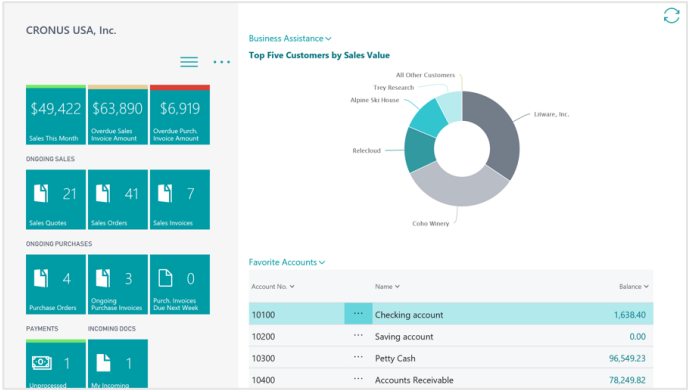 CRONUS USA, Inc.
$49,422
Sales This Month
$63,890
Overdue Sales
Invoice Amount
$6,919
Overdue Purch.
Invoice Amount
ONGOING SALES
21
Sales Quotes
41
Sales Orders
7
Sales Invoices
ONGOING PURCHASES
4
Purchase Orders
3
Ongoing
Purchase Invoices
0
Purch. Invoices
Due Next Week
PAYMENTS
INCOMING DOCS
1
Unprocessed
1
My Incoming
Business Assistance
Top Five Customers by Sales Value
All Other Customers
Trey Research
Alpine Ski House
Relecloud
Coho Winery
Litware, Inc.
Favorite Accounts
Account No. Name Balance
10100 ... Checking account 1,638.40
10200 ... Saving account 0.00
10300 ... Petty Cash 96,549.23
10400 ... Accounts Receivable 78,249.82